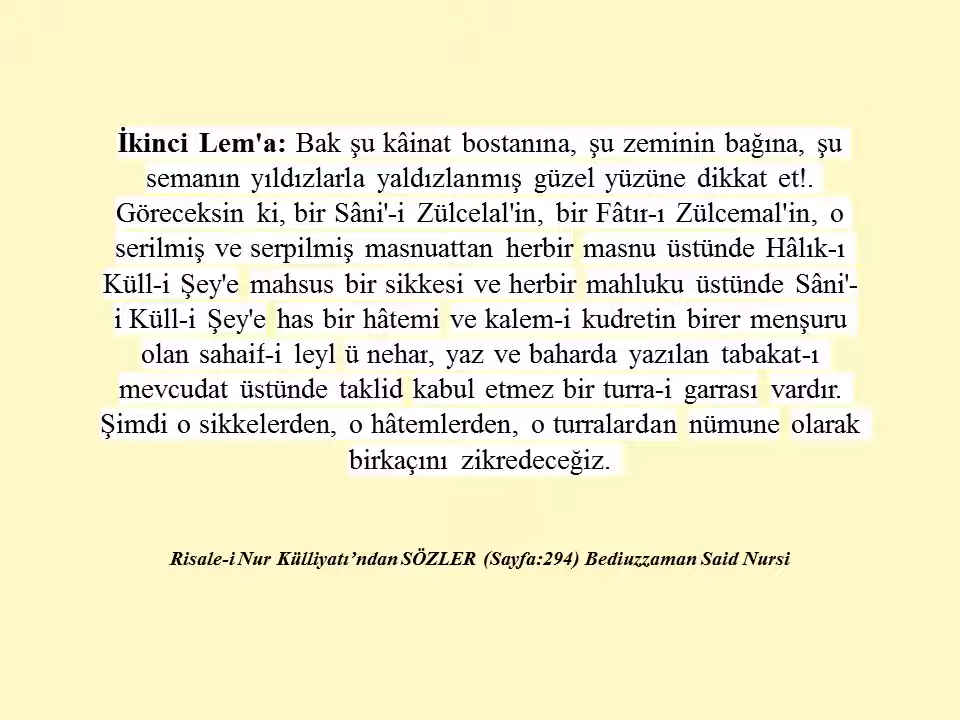 İkinci Lem'a: Bak şu kâinat bostanına, şu zeminin bağına, şu
semanın yıldızlarla yaldızlanmış güzel yüzüne dikkat et!.
Göreceksin ki, bir Sâni'-i Zülcelal'in, bir Fâtır-ı Zülcemal'in, o
serilmiş ve serpilmiş masnuattan herbir masnu üstünde Hâlık-ı
Küll-i Şey'e mahsus bir sikkesi ve herbir mahluku üstünde Sâni'-
i Küll-i Şey'e has bir hâtemi ve kalem-i kudretin birer menşuru
olan sahaif-i leyl ü nehar, yaz ve baharda yazılan tabakat-ı
mevcudat üstünde taklid kabul etmez bir turra-i garrası vardır.
Şimdi o sikkelerden, o hâtemlerden, o turralardan nümune olarak
birkaçını zikredeceğiz.
Risale-i Nur Külliyatı’ndan SÖZLER (Sayfa:294) Bediuzzaman Said Nursi